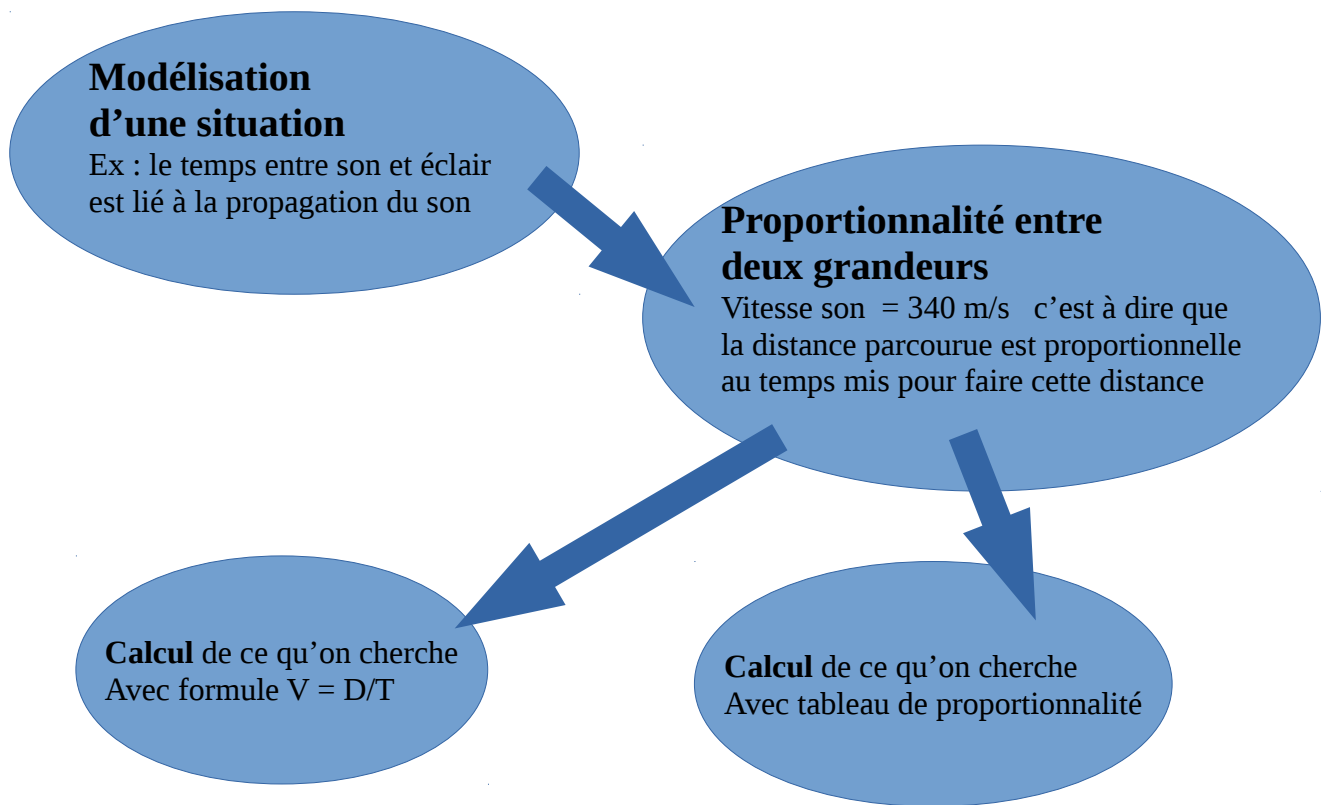 Modélisation
d’une situation
Ex : le temps entre son et éclair
est lié à la propagation du son
Proportionnalité entre
deux grandeurs
Vitesse son  = 340 m/s   c’est à dire que
la distance parcourue est proportionnelle
au temps mis pour faire cette distance
Calcul de ce qu’on cherche
Avec formule V = D/T
Calcul de ce qu’on cherche
Avec tableau de proportionnalité